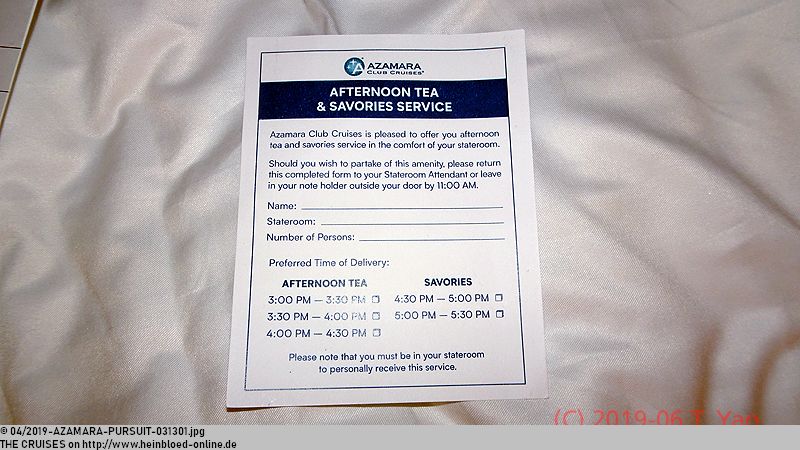 AZAMARA
CLUB CRUISES®
AFTERNOON TEA
& SAVORIES SERVICE
Azamara Club Cruises is pleased to offer you afternoon
tea and savories service in the comfort of your stateroom.
Should you wish to partake of this amenity, please return
this completed form to your Stateroom Attendant or leave
in your note holder outside your door by 11:00 AM.
Name:
Stateroom:
Number of Persons:
Preferred Time of Delivery:
AFTERNOON TEA SAVORIES
3:00 PM – 3:30 PM 4:30 PM – 5:00 PM
3:30 PM – 4:00 PM 5:00 PM – 5:30 PM
4:00 PM – 4:30 PM
Please note that you must be in your stateroom
to personally receive this service.
(C) 2019-06 T. Yan
© 04/2019-AZAMARA-PURSUIT-031301.jpg
THE CRUISES on http://www.heinbloed-online.de